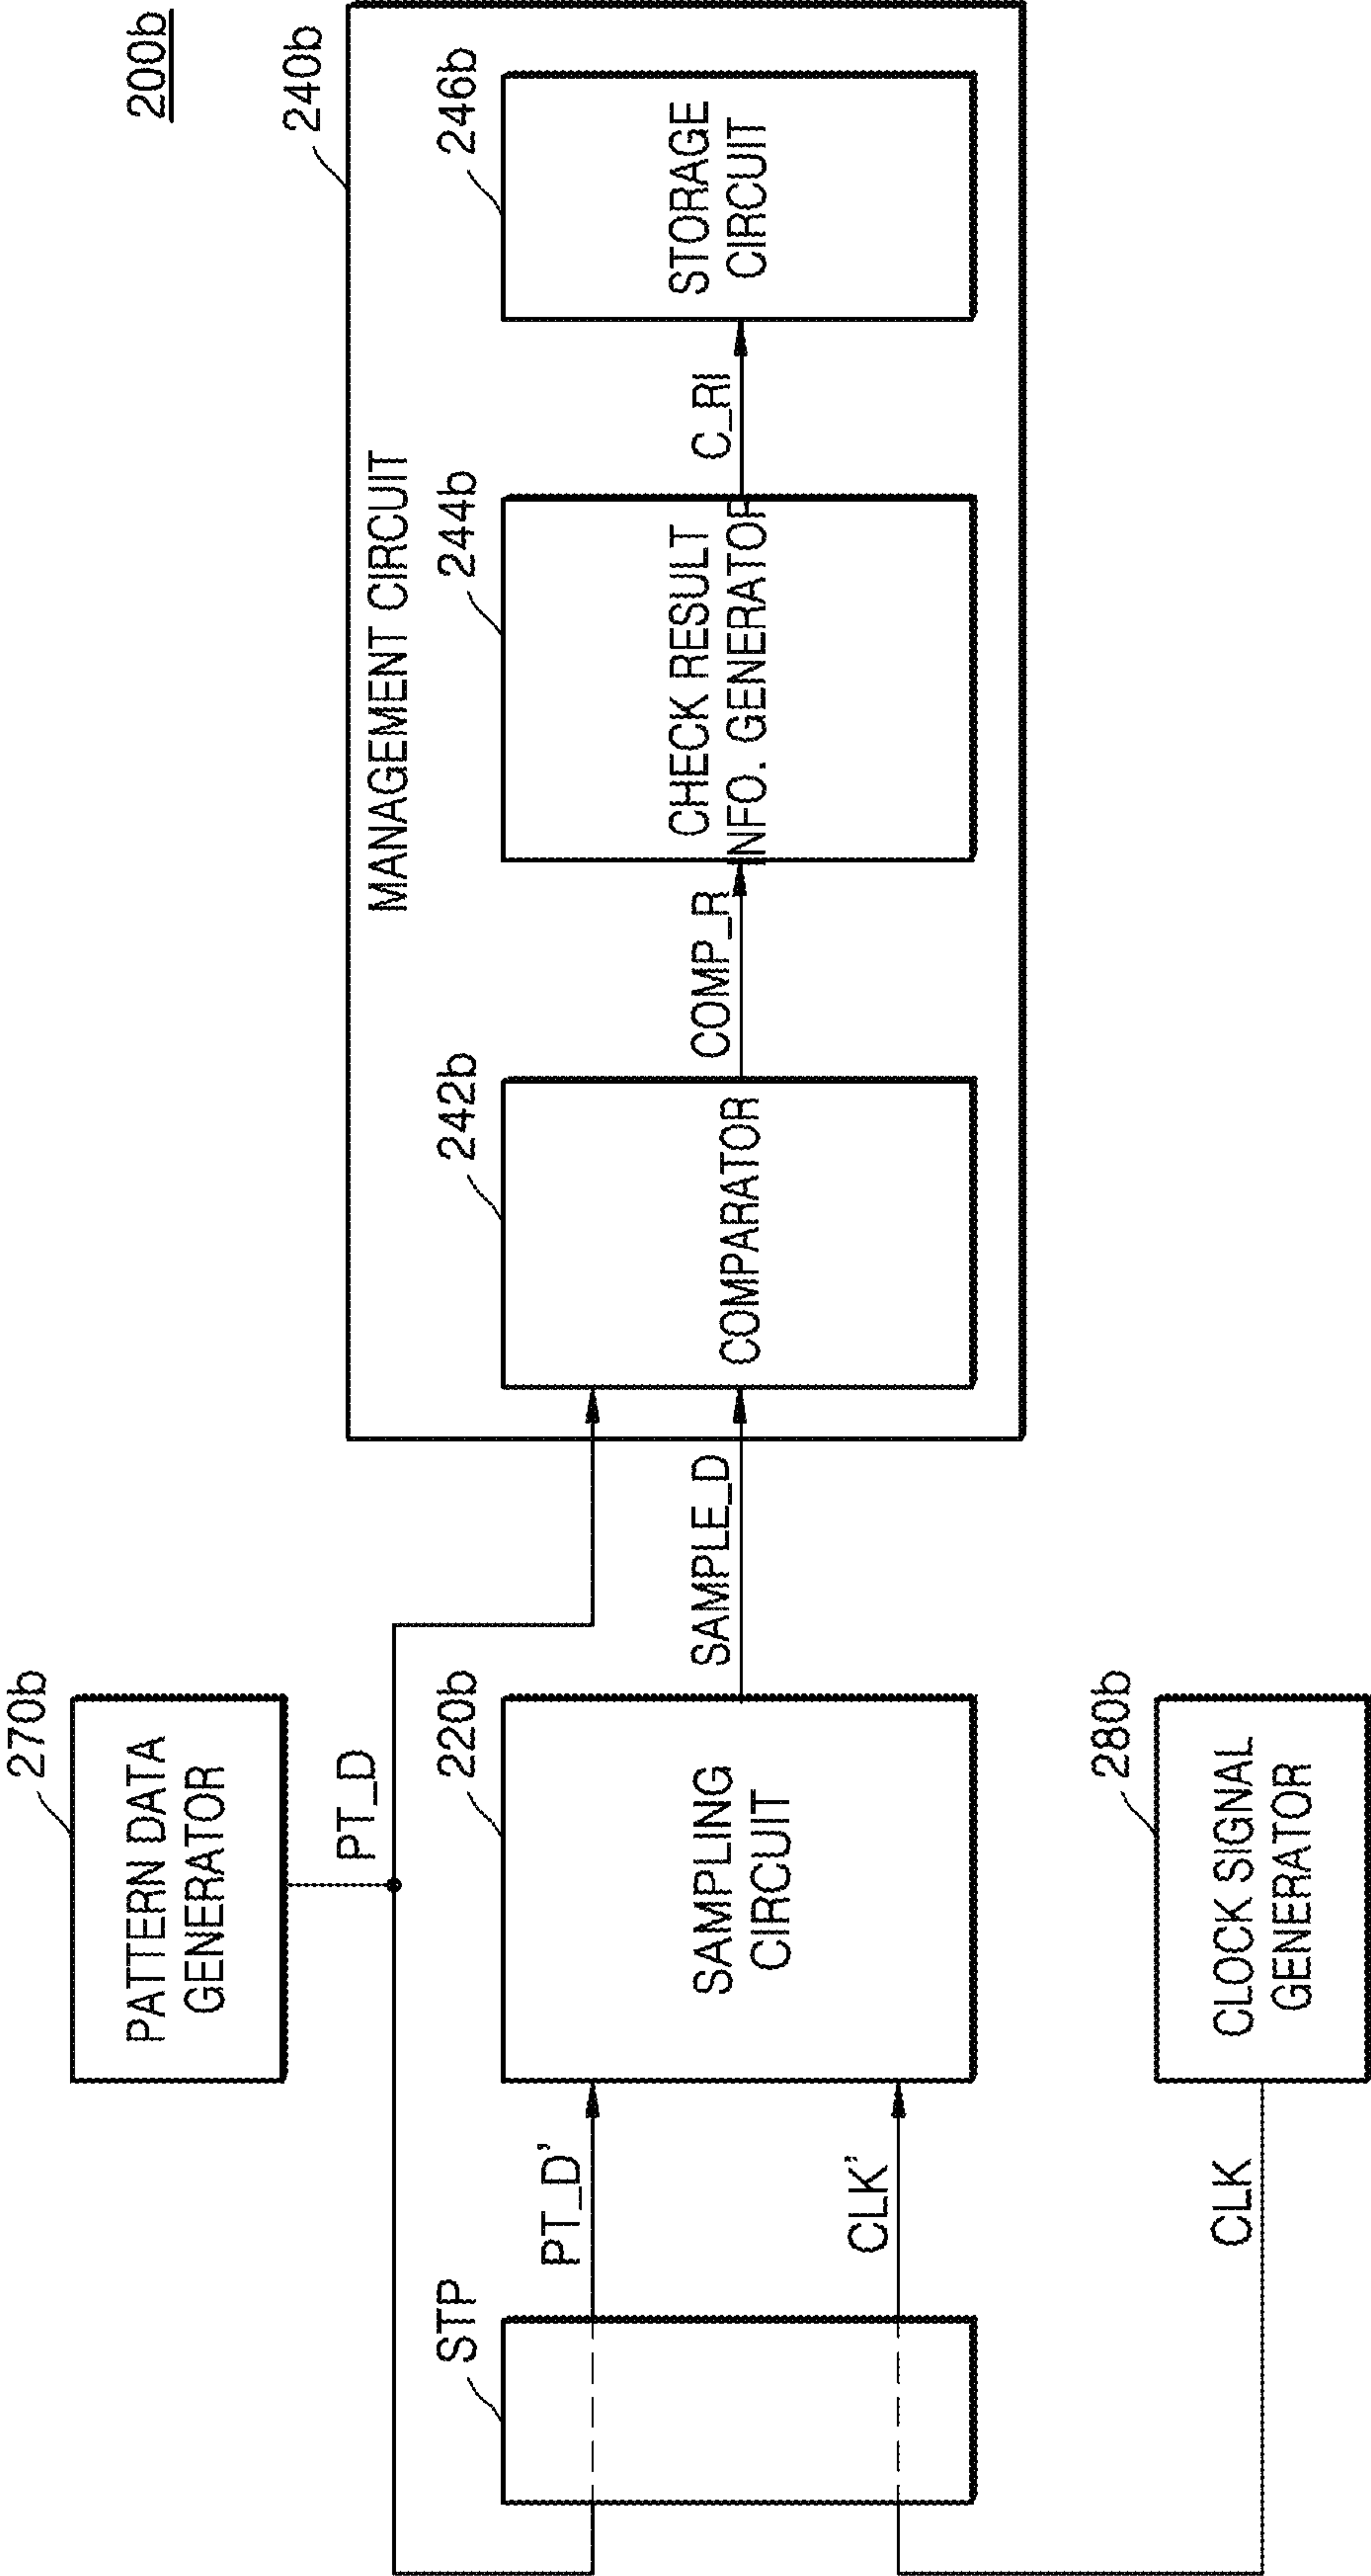 200b
270b
PATTERN DATA
GENERATOR
PT_D
240b
MANAGEMENT CIRCUIT
STP
PT_D'
CLK'
220b
SAMPLING
CIRCUIT
SAMPLE_D
242b
COMPARATOR
COMP_R
244b
CHECK RESULT
INFO. GENERATOR
C_RI
246b
STORAGE
CIRCUIT
280b
CLOCK SIGNAL
GENERATOR
CLK